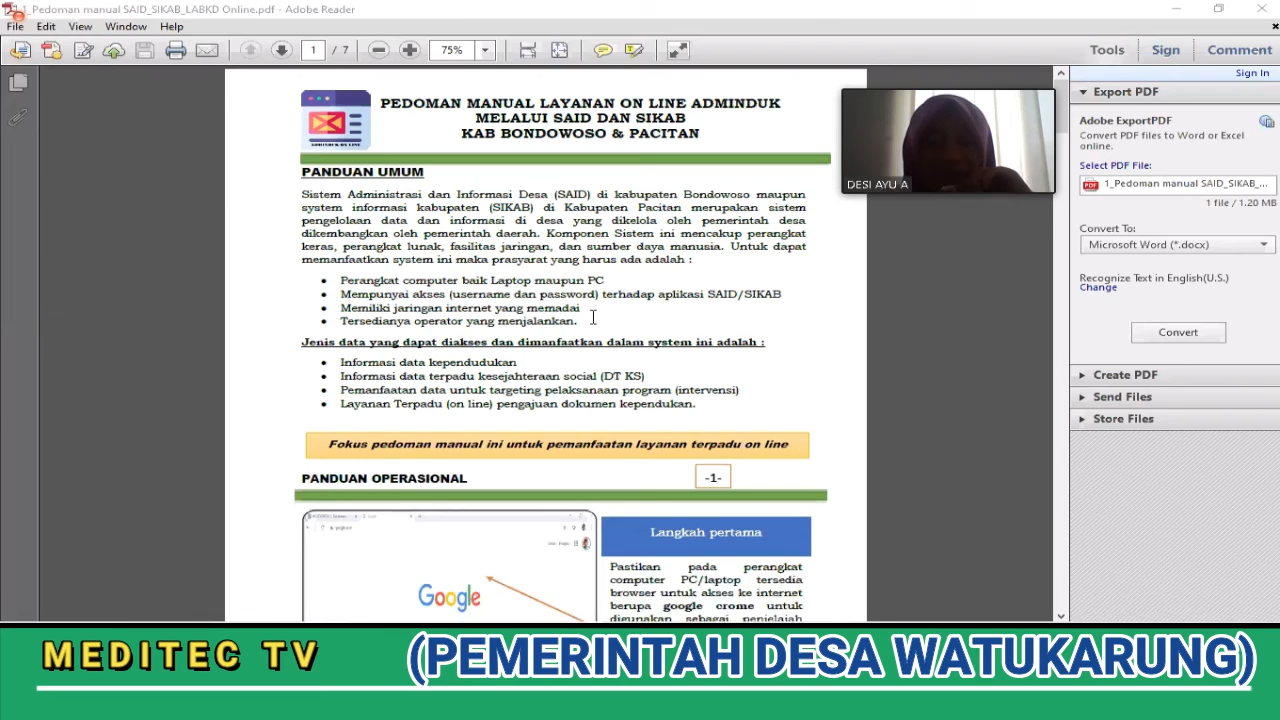 1_Pedoman manual SAID_SIKAB_LABKD Online.pdf - Adobe Reader
File Edit View Window Help
1 / 7 75% Tools Sign Comment
Sign In
Export PDF
Adobe ExportPDF
Convert PDF files to Word or Excel
online.
Select PDF File:
1_Pedoman manual SAID_SIKAB_...
1 file / 1.20 MB
Convert To:
Microsoft Word (*.docx)
Recognize Text in English(U.S.)
Change
Convert
Create PDF
Send Files
Store Files
DESI AYU A
PEDOMAN MANUAL LAYANAN ON LINE ADMINDUK
MELALUI SAID DAN SIKAB
KAB BONDOWOSO & PACITAN
ADMINDUK ON LINE
PANDUAN UMUM
Sistem Administrasi dan Informasi Desa (SAID) di kabupaten Bondowoso maupun
system informasi kabupaten (SIKAB) di Kabupaten Pacitan merupakan sistem
pengelolaan data dan informasi di desa yang dikelola oleh pemerintah desa
dikembangkan oleh pemerintah daerah. Komponen Sistem ini mencakup perangkat
keras, perangkat lunak, fasilitas jaringan, dan sumber daya manusia. Untuk dapat
memanfaatkan system ini maka prasyarat yang harus ada adalah :
• Perangkat computer baik Laptop maupun PC
• Mempunyai akses (username dan password) terhadap aplikasi SAID/SIKAB
• Memiliki jaringan internet yang memadai
• Tersedianya operator yang menjalankan.
Jenis data yang dapat diakses dan dimanfaatkan dalam system ini adalah :
• Informasi data kependudukan
• Informasi data terpadu kesejahteraan social (DT KS)
• Pemanfaatan data untuk targeting pelaksanaan program (intervensi)
• Layanan Terpadu (on line) pengajuan dokumen kependukan.
Fokus pedoman manual ini untuk pemanfaatan layanan terpadu on line
PANDUAN OPERASIONAL
-1-
Google
Langkah pertama
Pastikan pada perangkat
computer PC/laptop tersedia
browser untuk akses ke internet
berupa google crome untuk
digunakan sebagai penjelajah
MEDITEC TV
(PEMERINTAH DESA WATUKARUNG)